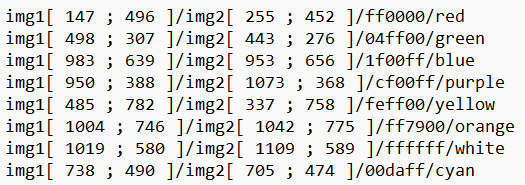 img1[ 147 ; 496 ]/img2[ 255 ; 452 ]/ff0000/red
img1[ 498 ; 307 ]/img2[ 443 ; 276 ]/04ff00/green
img1[ 983 ; 639 ]/img2[ 953 ; 656 ]/1f00ff/blue
img1[ 950 ; 388 ]/img2[ 1073 ; 368 ]/cf00ff/purple
img1[ 485 ; 782 ]/img2[ 337 ; 758 ]/feff00/yellow
img1[ 1004 ; 746 ]/img2[ 1042 ; 775 ]/ff7900/orange
img1[ 1019 ; 580 ]/img2[ 1109 ; 589 ]/ffffff/white
img1[ 738 ; 490 ]/img2[ 705 ; 474 ]/00daff/cyan